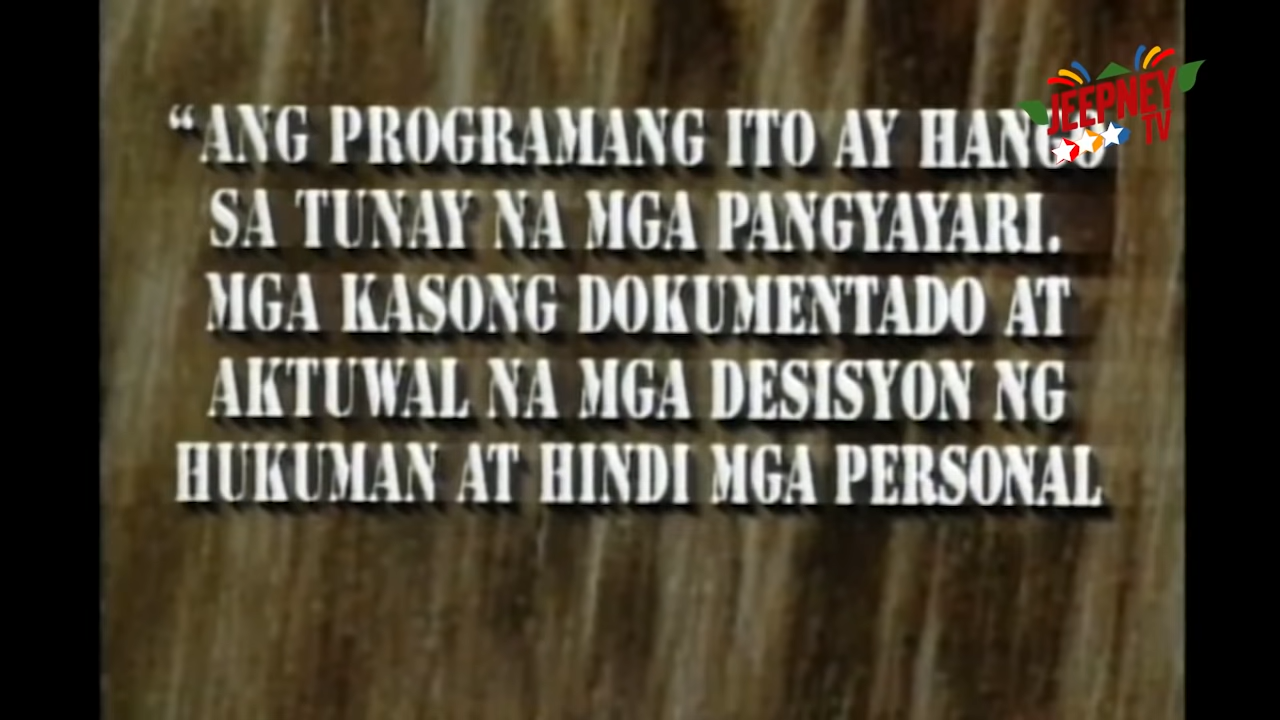 “ANG PROGRAMANG ITO AY HANGO
SA TUNAY NA MGA PANGYAYARI.
MGA KASONG DOKUMENTADO AT
AKTUWAL NA MGA DESISYON NG
HUKUMAN AT HINDI MGA PERSONAL
JEEPNEY
TV